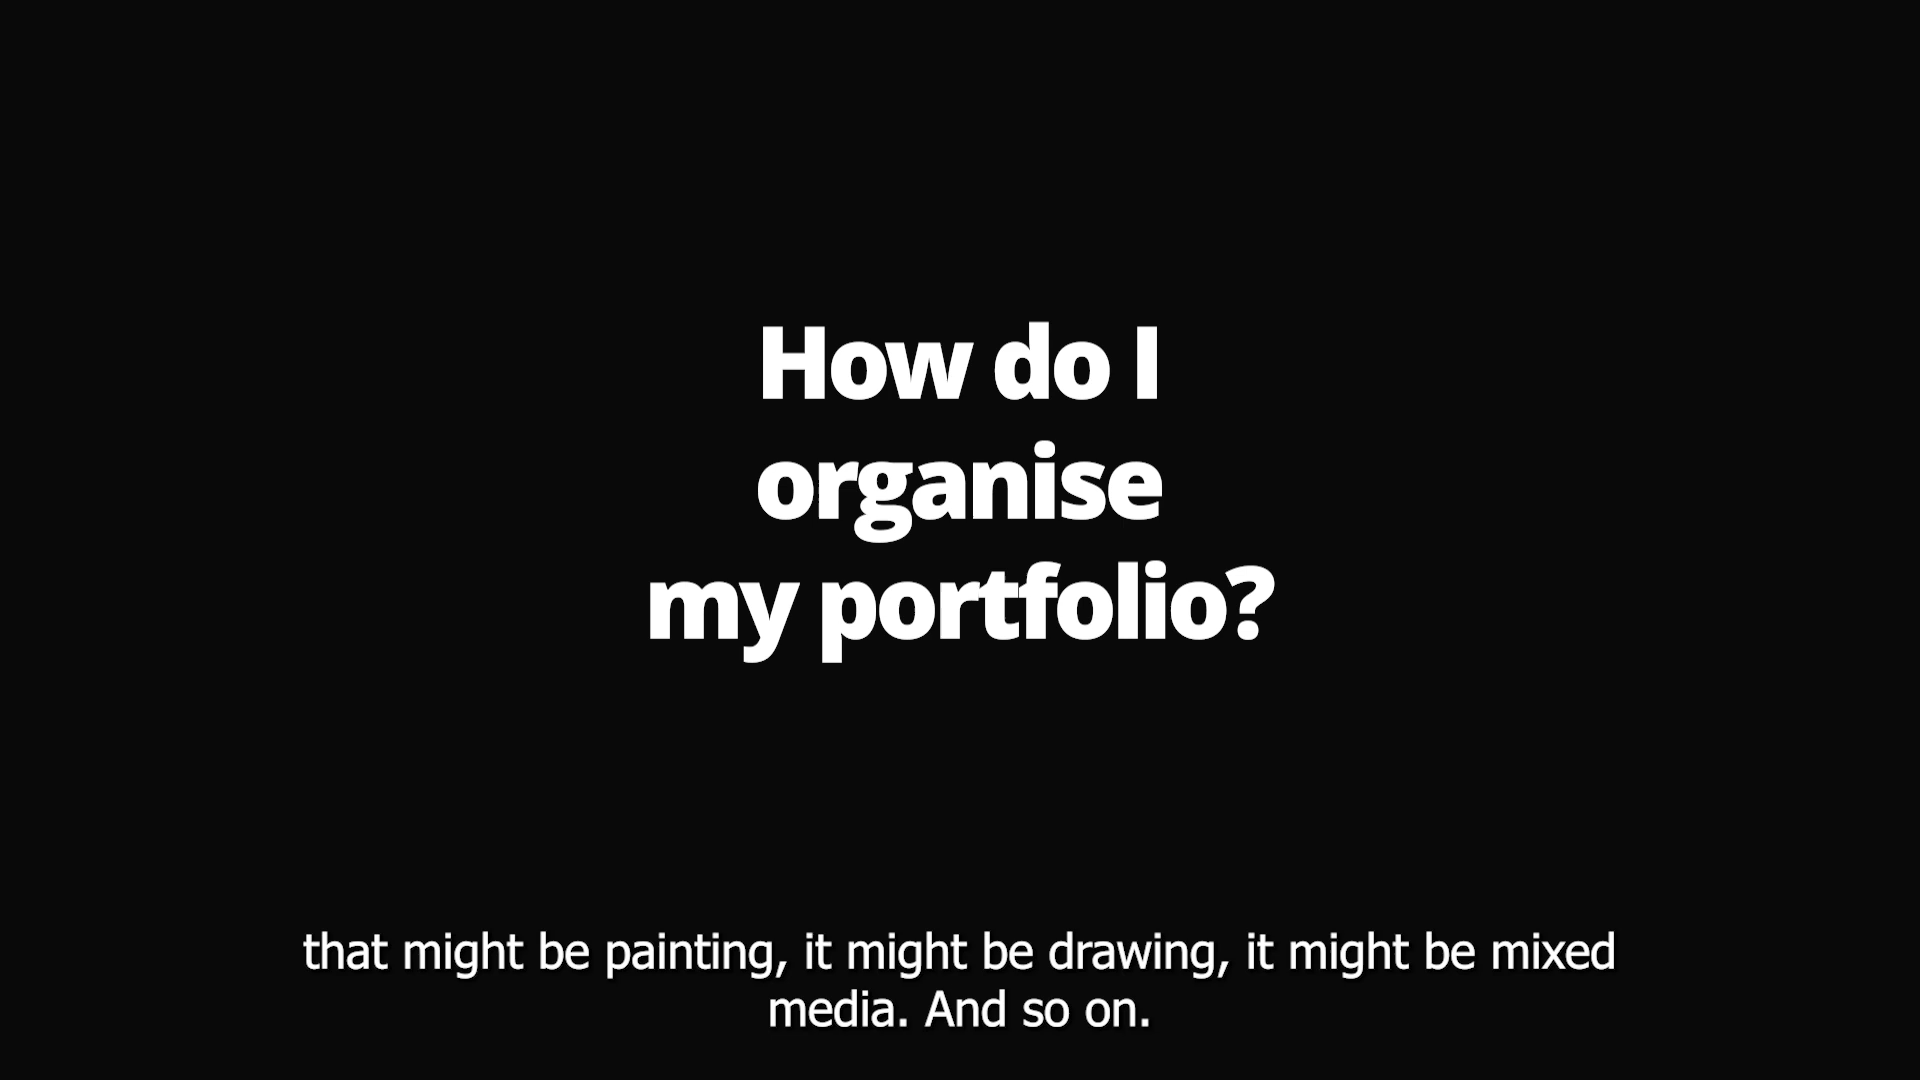 How do I
organise
my portfolio?
that might be painting, it might be drawing, it might be mixed
media. And so on.